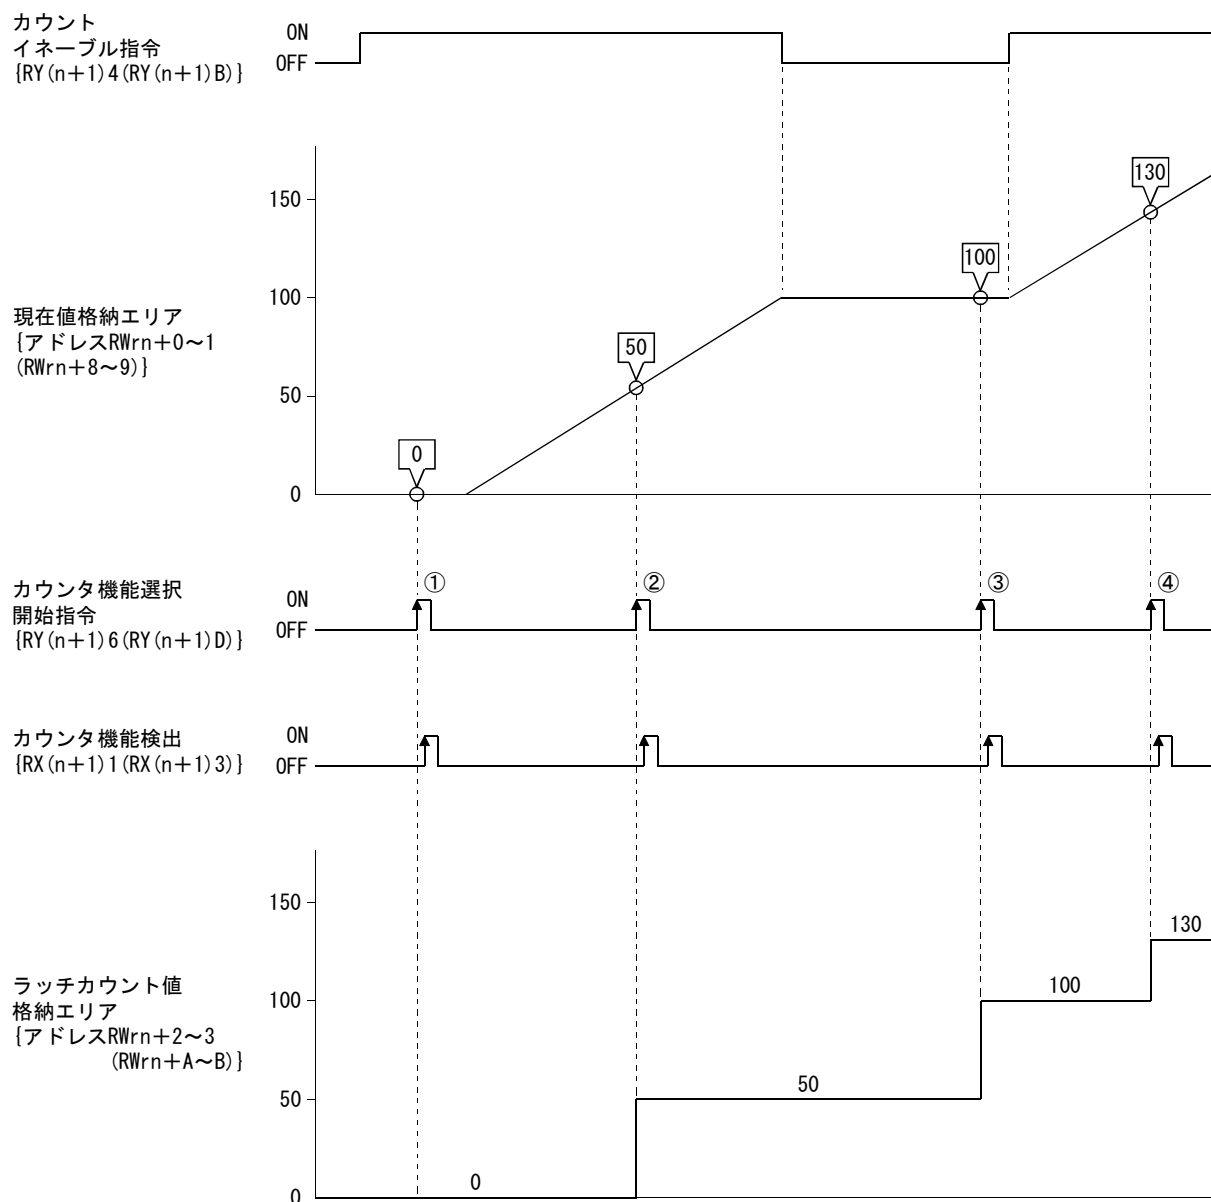 カウント
イネーブル指令
{RY(n+1)4(RY(n+1)B)}
ON
OFF
150
100
50
0
現在値格納エリア
{アドレスRWrn+0～1
(RWrn+8～9)}
0
50
100
130
カウンタ機能選択
開始指令
{RY(n+1)6(RY(n+1)D)}
ON
OFF
①
②
③
④
カウンタ機能検出
{RX(n+1)1(RX(n+1)3)}
ON
OFF
ラッチカウント値
格納エリア
{アドレスRWrn+2～3
(RWrn+A～B)}
150
100
50
0
0
50
100
130